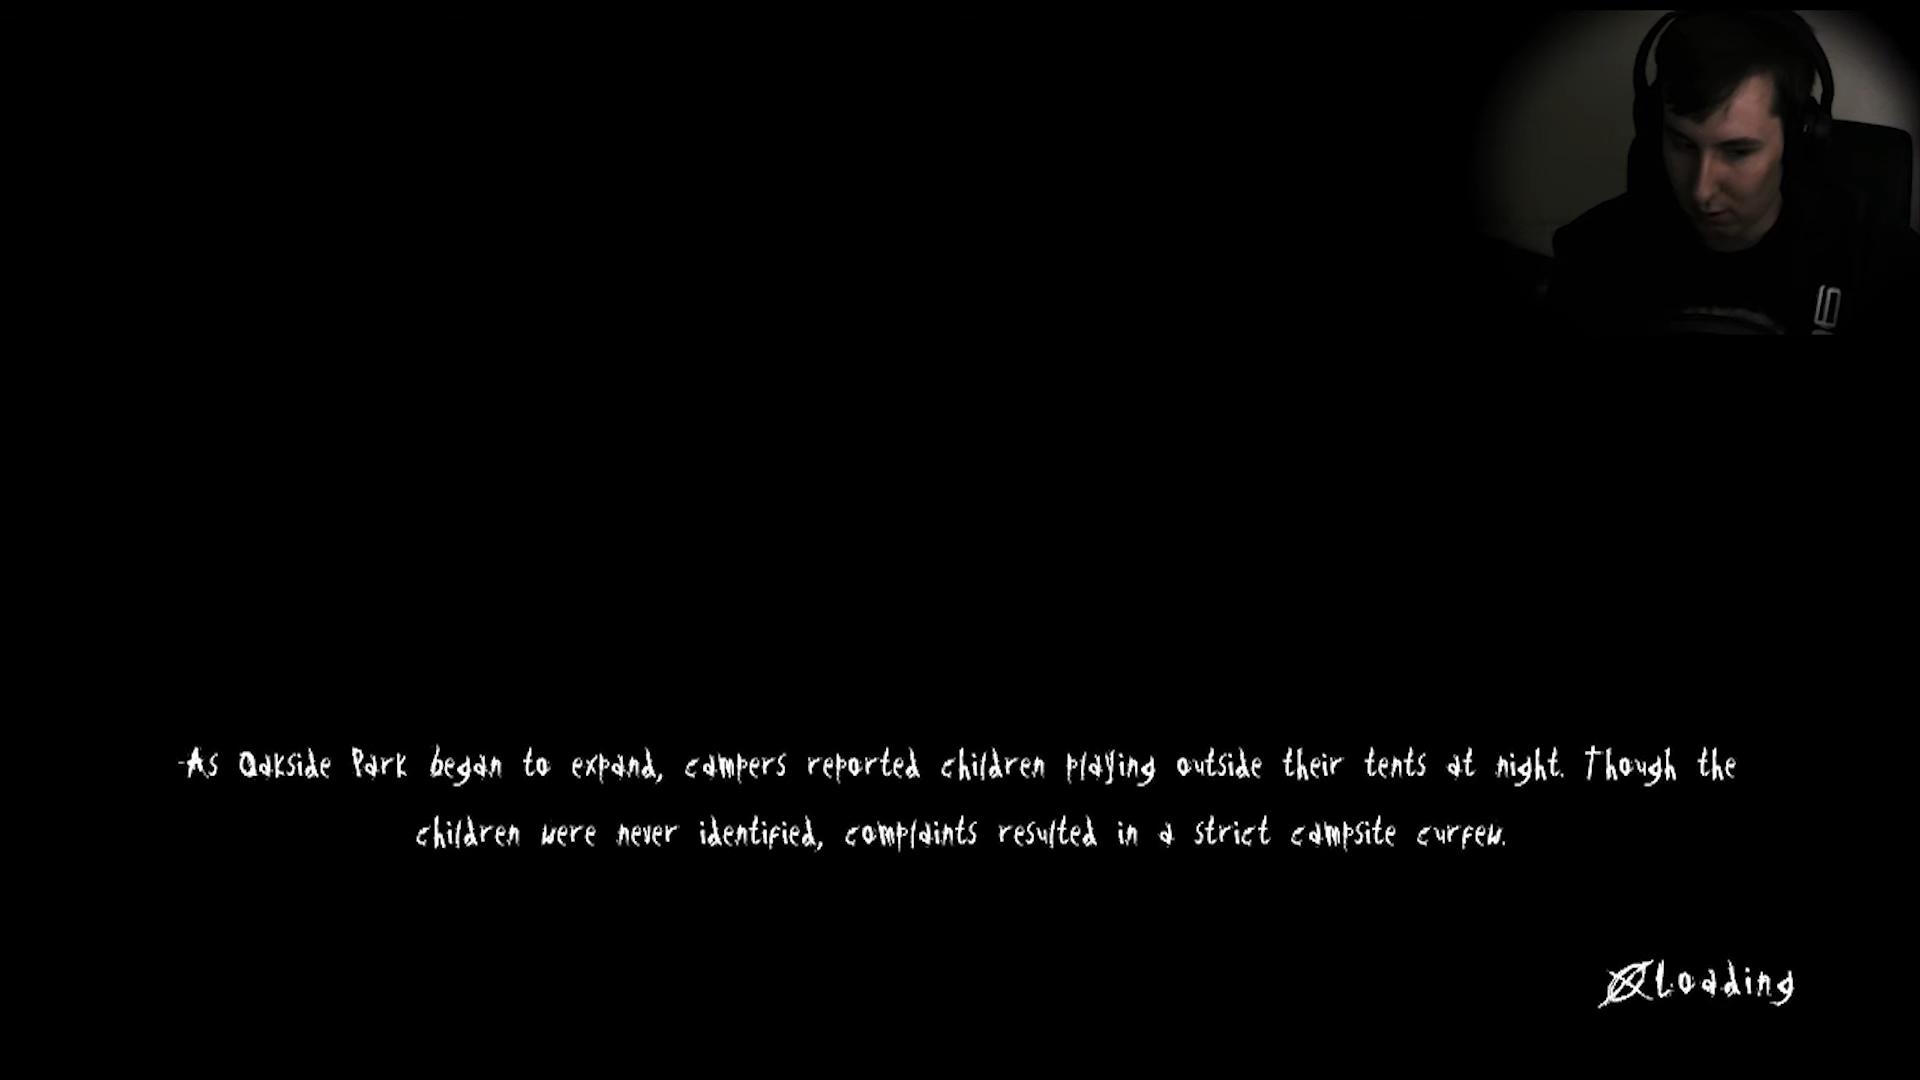 -As Oakside Park began to expand, campers reported children playing outside their tents at night. Though the
children were never identified, complaints resulted in a strict campsite curfew.
Loading